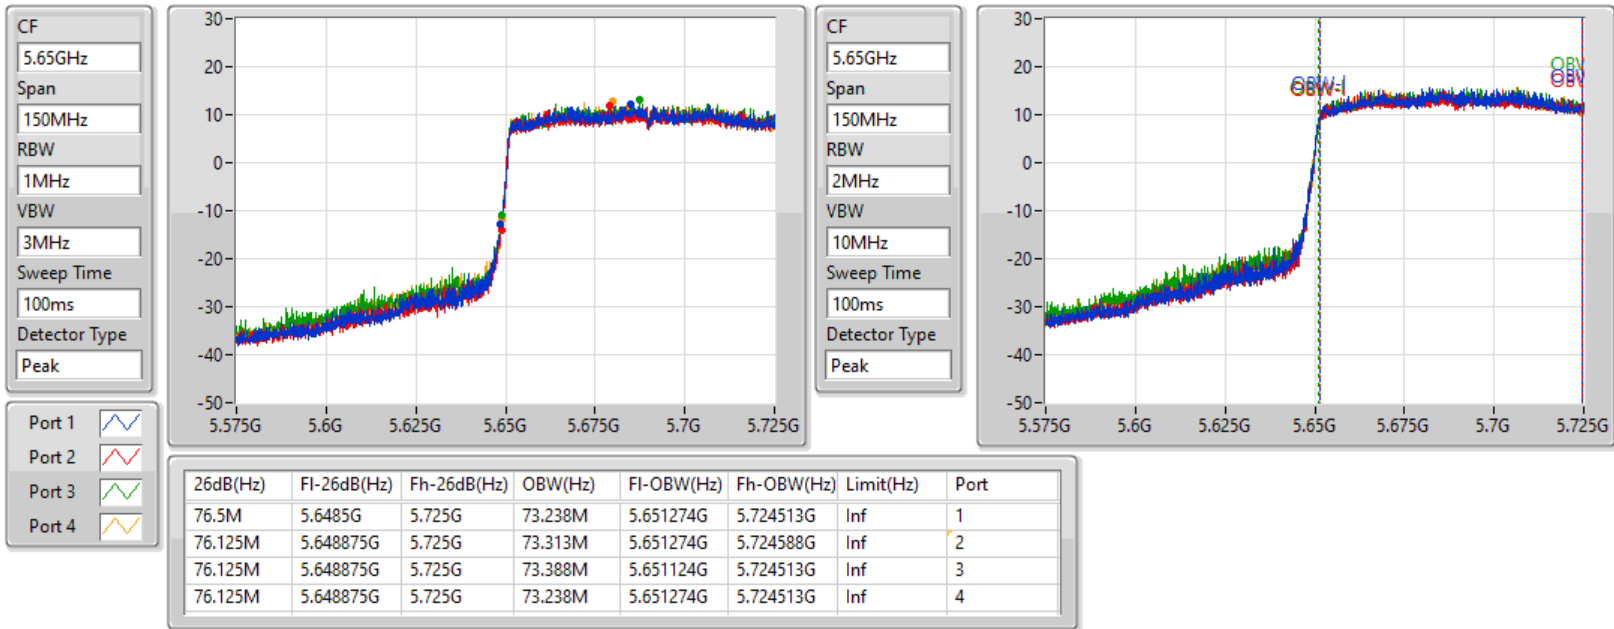 CF
5.65GHz
Span
150MHz
RBW
1MHz
VBW
3MHz
Sweep Time
100ms
Detector Type
Peak
30
20
10
0
-10
-20
-30
-40
-50
5.575G 5.6G 5.625G 5.65G 5.675G 5.7G 5.725G
CF
5.65GHz
Span
150MHz
RBW
2MHz
VBW
10MHz
Sweep Time
100ms
Detector Type
Peak
30
20
10
0
-10
-20
-30
-40
-50
OBW-l
OBV
OBV
5.575G 5.6G 5.625G 5.65G 5.675G 5.7G 5.725G
Port 1
Port 2
Port 3
Port 4
26dB(Hz) Fl-26dB(Hz) Fh-26dB(Hz) OBW(Hz) Fl-OBW(Hz) Fh-OBW(Hz) Limit(Hz) Port
76.5M 5.6485G 5.725G 73.238M 5.651274G 5.724513G Inf 1
76.125M 5.648875G 5.725G 73.313M 5.651274G 5.724588G Inf 2
76.125M 5.648875G 5.725G 73.388M 5.651124G 5.724513G Inf 3
76.125M 5.648875G 5.725G 73.238M 5.651274G 5.724513G Inf 4